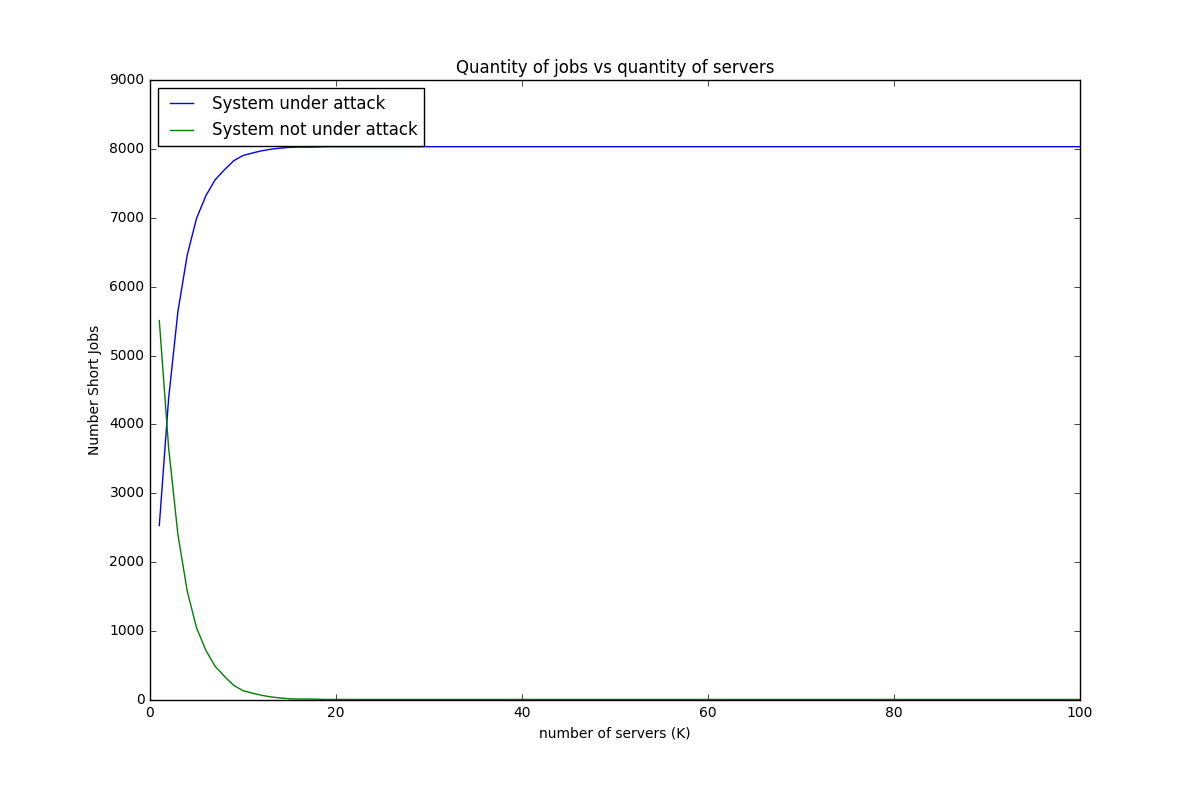 Quantity of jobs vs quantity of servers
System under attack
System not under attack
9000
8000
7000
6000
5000
4000
3000
2000
1000
0
Number Short Jobs
0 20 40 60 80 100
number of servers (K)